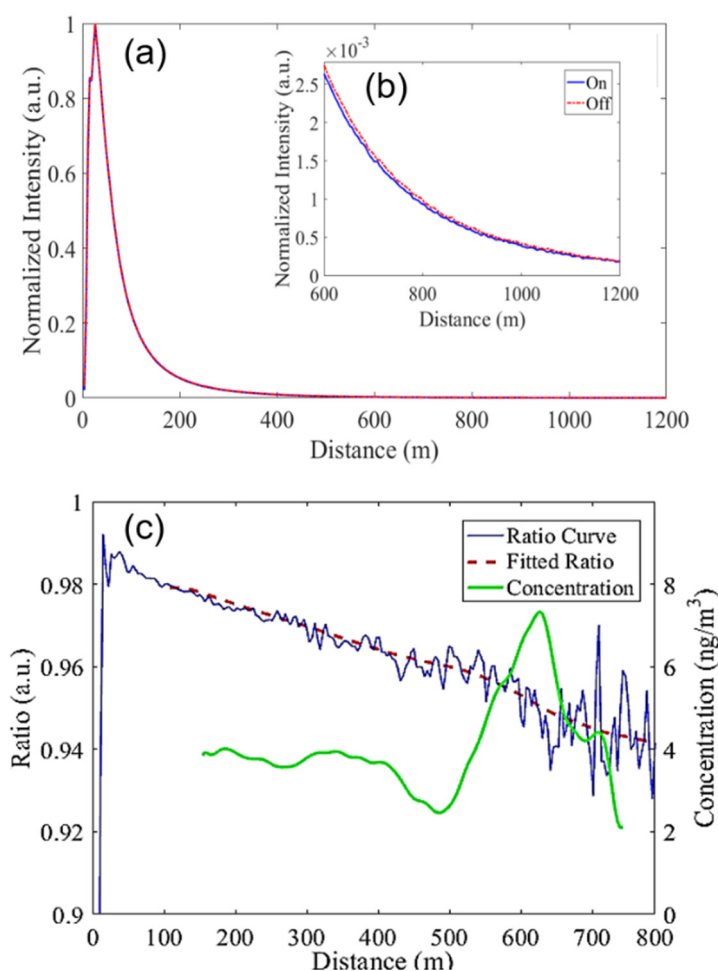 (a)
Normalized Intensity (a.u.)
1
0.8
0.6
0.4
0.2
0
0 200 400 600 800 1000 1200
Distance (m)
×10⁻³
(b)
On
Off
Normalized Intensity (a.u.)
2.5
2
1.5
1
0.5
0
600 800 1000 1200
Distance (m)
(c)
Ratio Curve
Fitted Ratio
Concentration
Ratio (a.u.)
1
0.98
0.96
0.94
0.92
0.9
8
6
4
2
0
Concentration (ng/m³)
0 100 200 300 400 500 600 700 800
Distance (m)